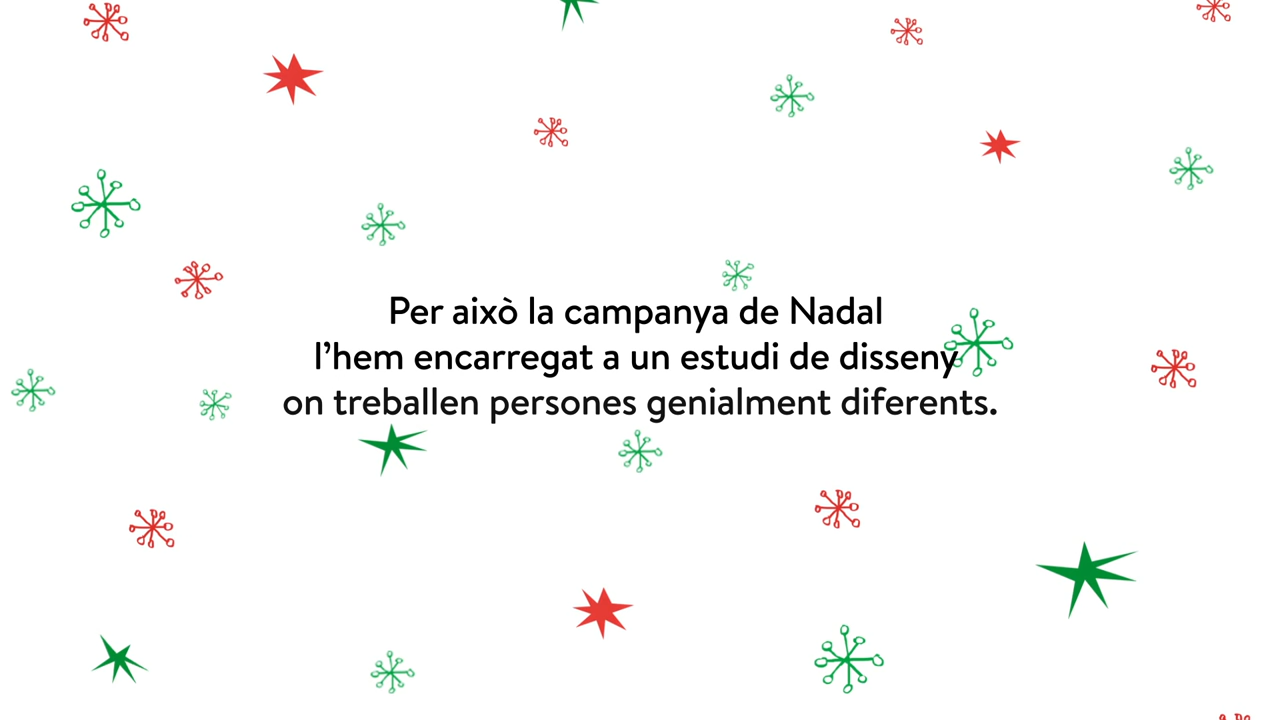 Per això la campanya de Nadal
l’hem encarregat a un estudi de disseny
on treballen persones genialment diferents.